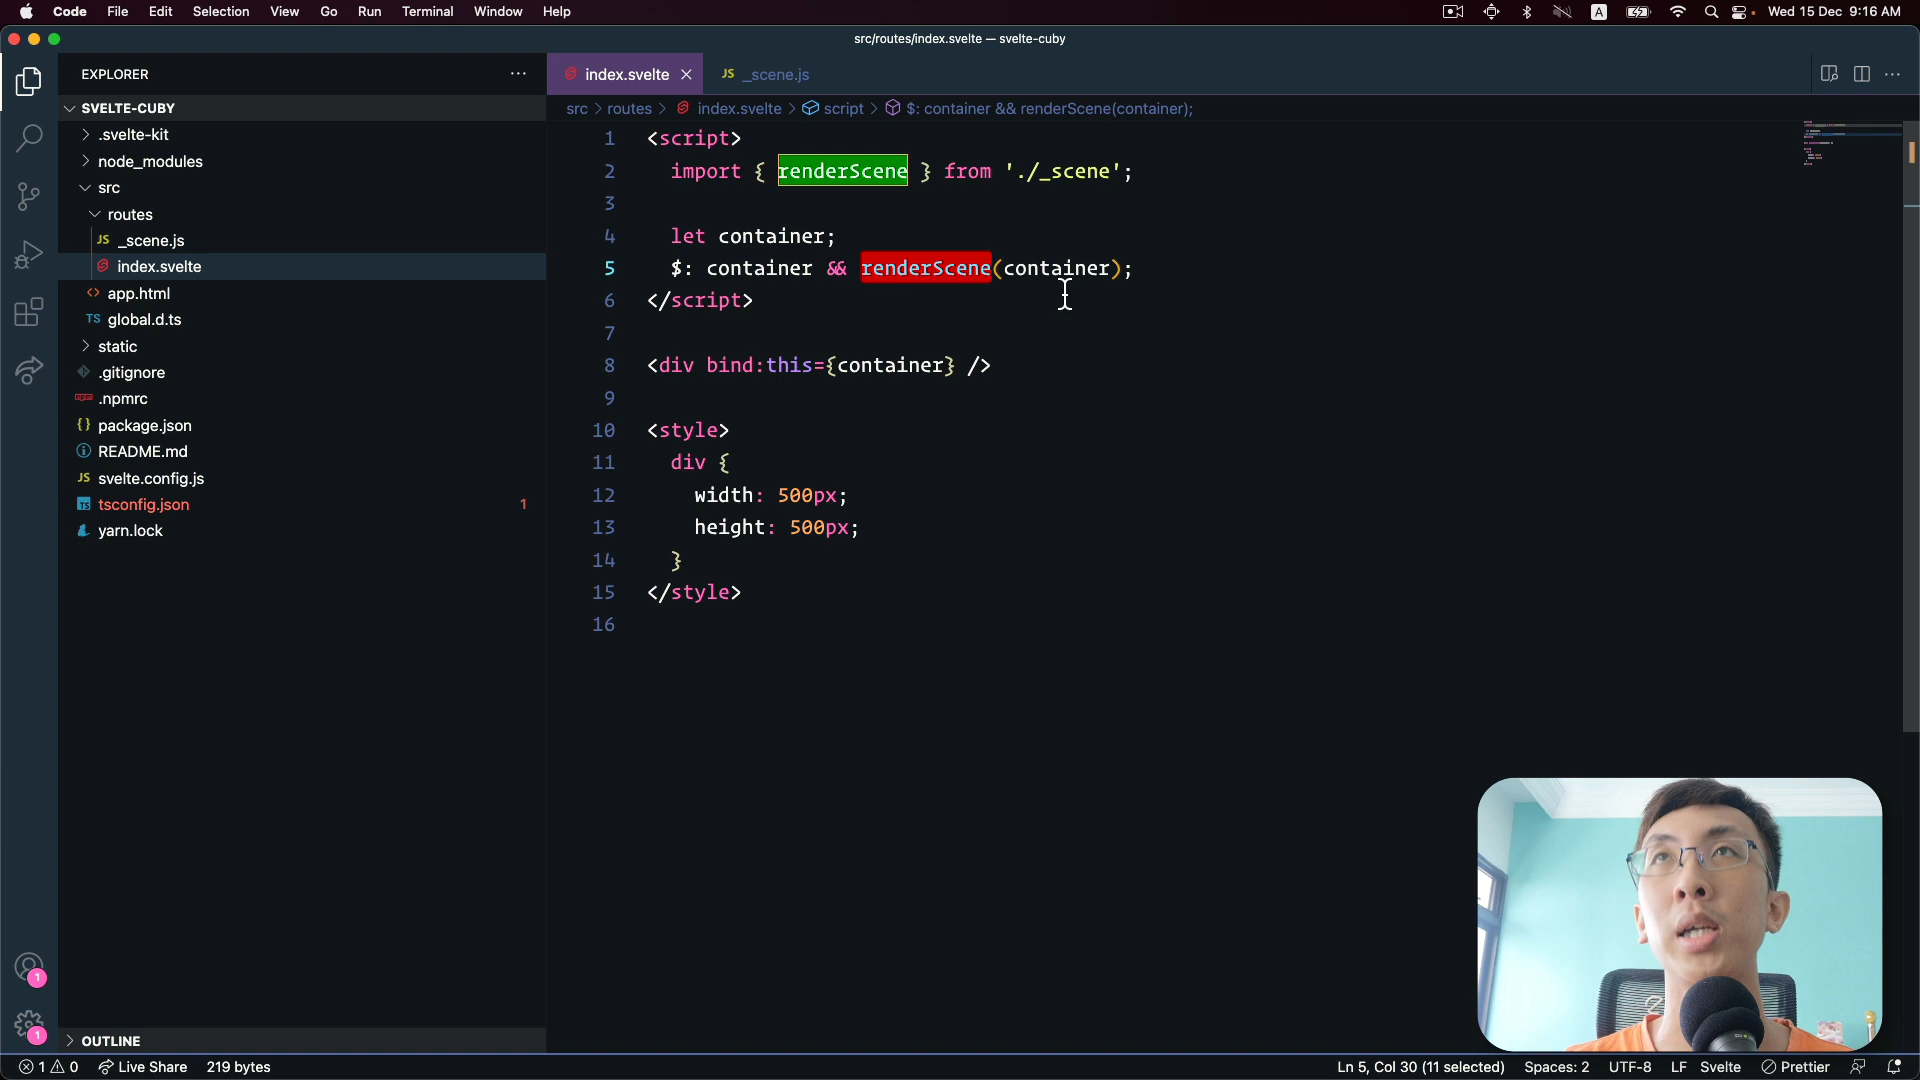 Code File Edit Selection View Go Run Terminal Window Help A Wed 15 Dec 9:16 AM
src/routes/index.svelte — svelte-cuby
EXPLORER
SVELTE-CUBY
.svelte-kit
node_modules
src
routes
JS _scene.js
index.svelte
<> app.html
TS global.d.ts
static
.gitignore
.npmrc
{} package.json
README.md
JS svelte.config.js
TS tsconfig.json 1
yarn.lock
OUTLINE
1
1
index.svelte JS _scene.js
src > routes > index.svelte > script > $: container && renderScene(container);
1 <script>
2 import { renderScene } from './_scene';
3
4 let container;
5 $: container && renderScene(container);
6 </script>
7
8 <div bind:this={container} />
9
10 <style>
11 div {
12 width: 500px;
13 height: 500px;
14 }
15 </style>
16
1 0 Live Share 219 bytes Ln 5, Col 30 (11 selected) Spaces: 2 UTF-8 LF Svelte Prettier